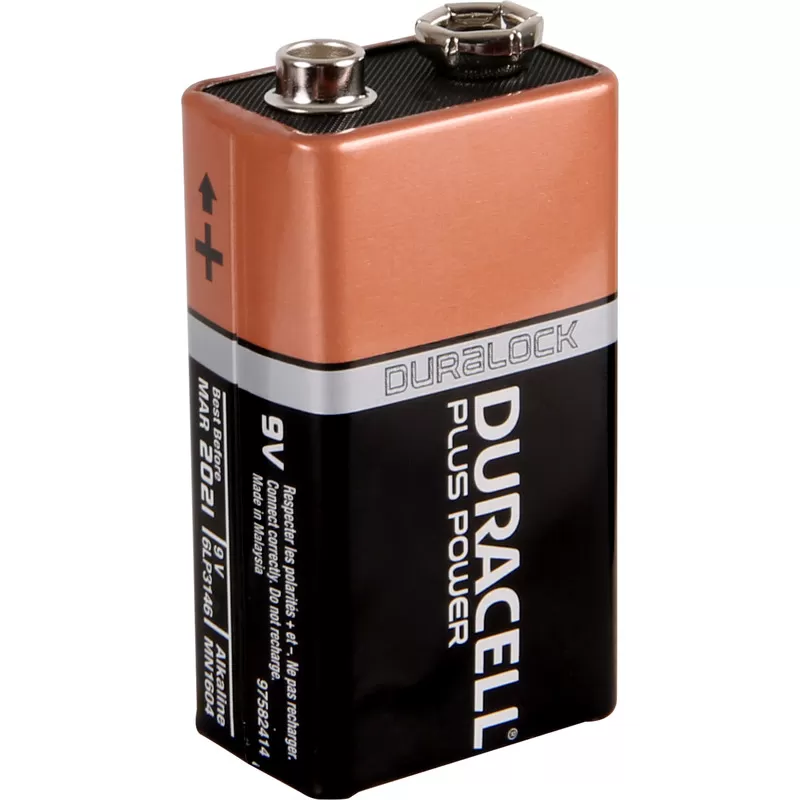 +
DURALOCK
DURACELL®
PLUS POWER
9V
Respecter les polarités + et -. Ne pas recharger.
Connect correctly. Do not recharge.
Made in Malaysia
97582414
Best Before
MAR 2021
9V
6LP3146
Alkaline
MN1604